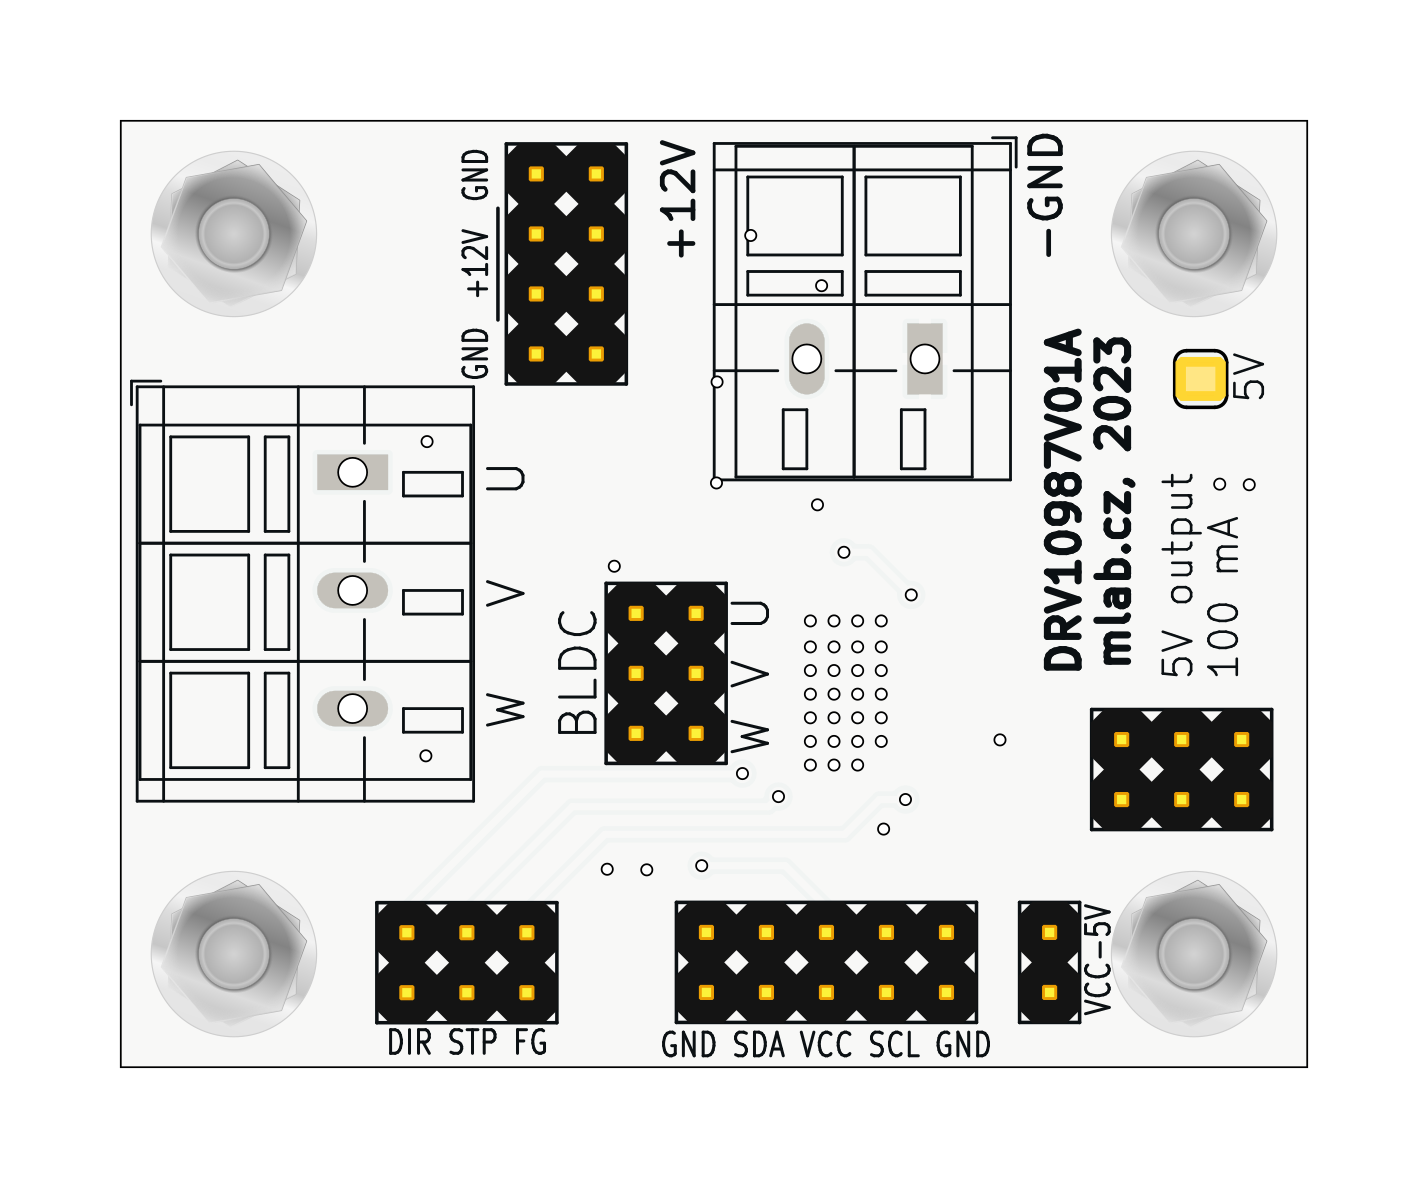 GND
+12V
GND
+12V
-GND
DRV10987V01A
mlab.cz, 2023
5V
5V output
100 mA
U
V
W
BLDC
U
V
W
DIR STP FG
GND SDA VCC SCL GND
VCC-5V